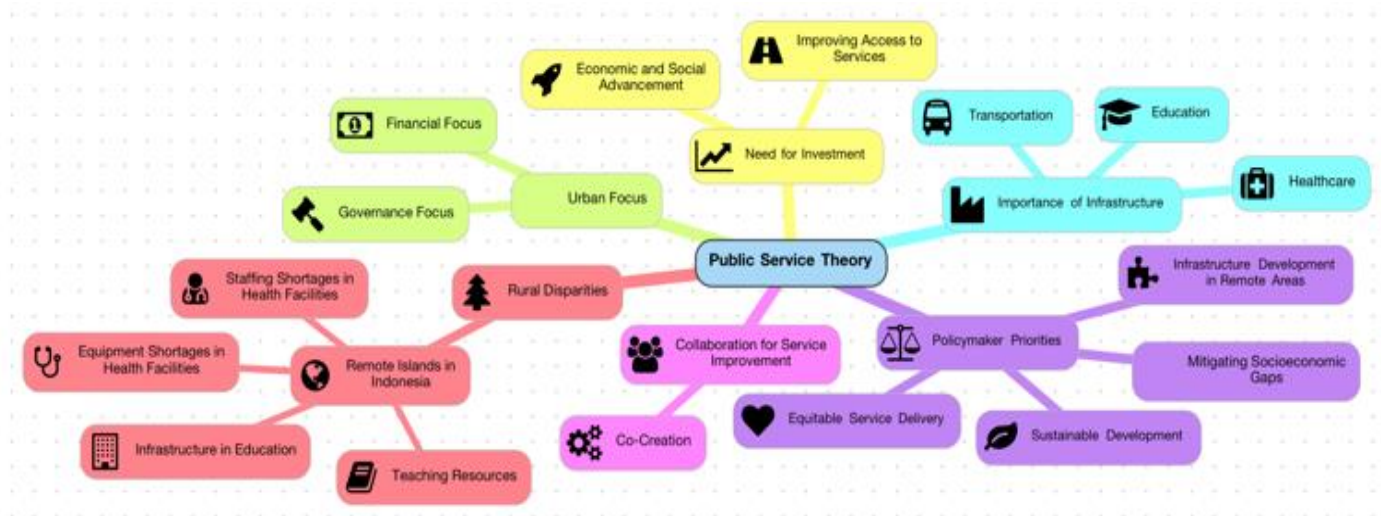 Improving Access to
Services
Economic and Social
Advancement
Need for Investment
Transportation
Education
Healthcare
Importance of Infrastructure
Financial Focus
Governance Focus
Urban Focus
Public Service Theory
Staffing Shortages in
Health Facilities
Rural Disparities
Equipment Shortages in
Health Facilities
Remote Islands in
Indonesia
Infrastructure in Education
Teaching Resources
Collaboration for Service
Improvement
Co-Creation
Infrastructure Development
in Remote Areas
Policymaker Priorities
Mitigating Socioeconomic
Gaps
Equitable Service Delivery
Sustainable Development